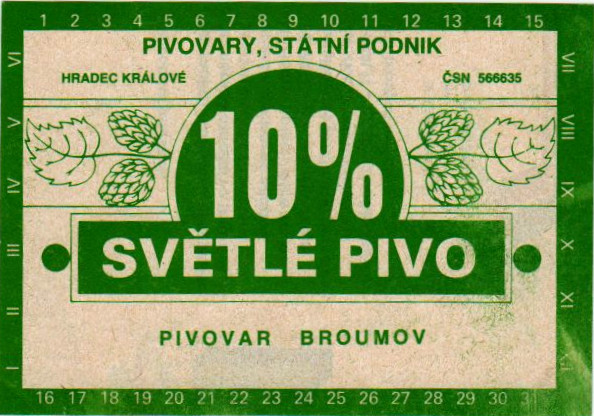 1 2 3 4 5 6 7 8 9 10 11 12 13 14 15
PIVOVARY, STÁTNÍ PODNIK
HRADEC KRÁLOVÉ ČSN 566635
10%
SVĚTLÉ PIVO
PIVOVAR BROUMOV
VI
V
IV
III
II
I
VII
VIII
IX
X
XI
XII
16 17 18 19 20 21 22 23 24 25 26 27 28 29 30 31